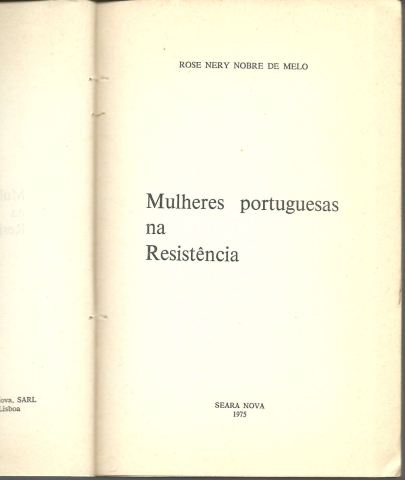 ova, SARL
Lisboa
ROSE NERY NOBRE DE MELO
Mulheres portuguesas
na
Resistência
SEARA NOVA
1975